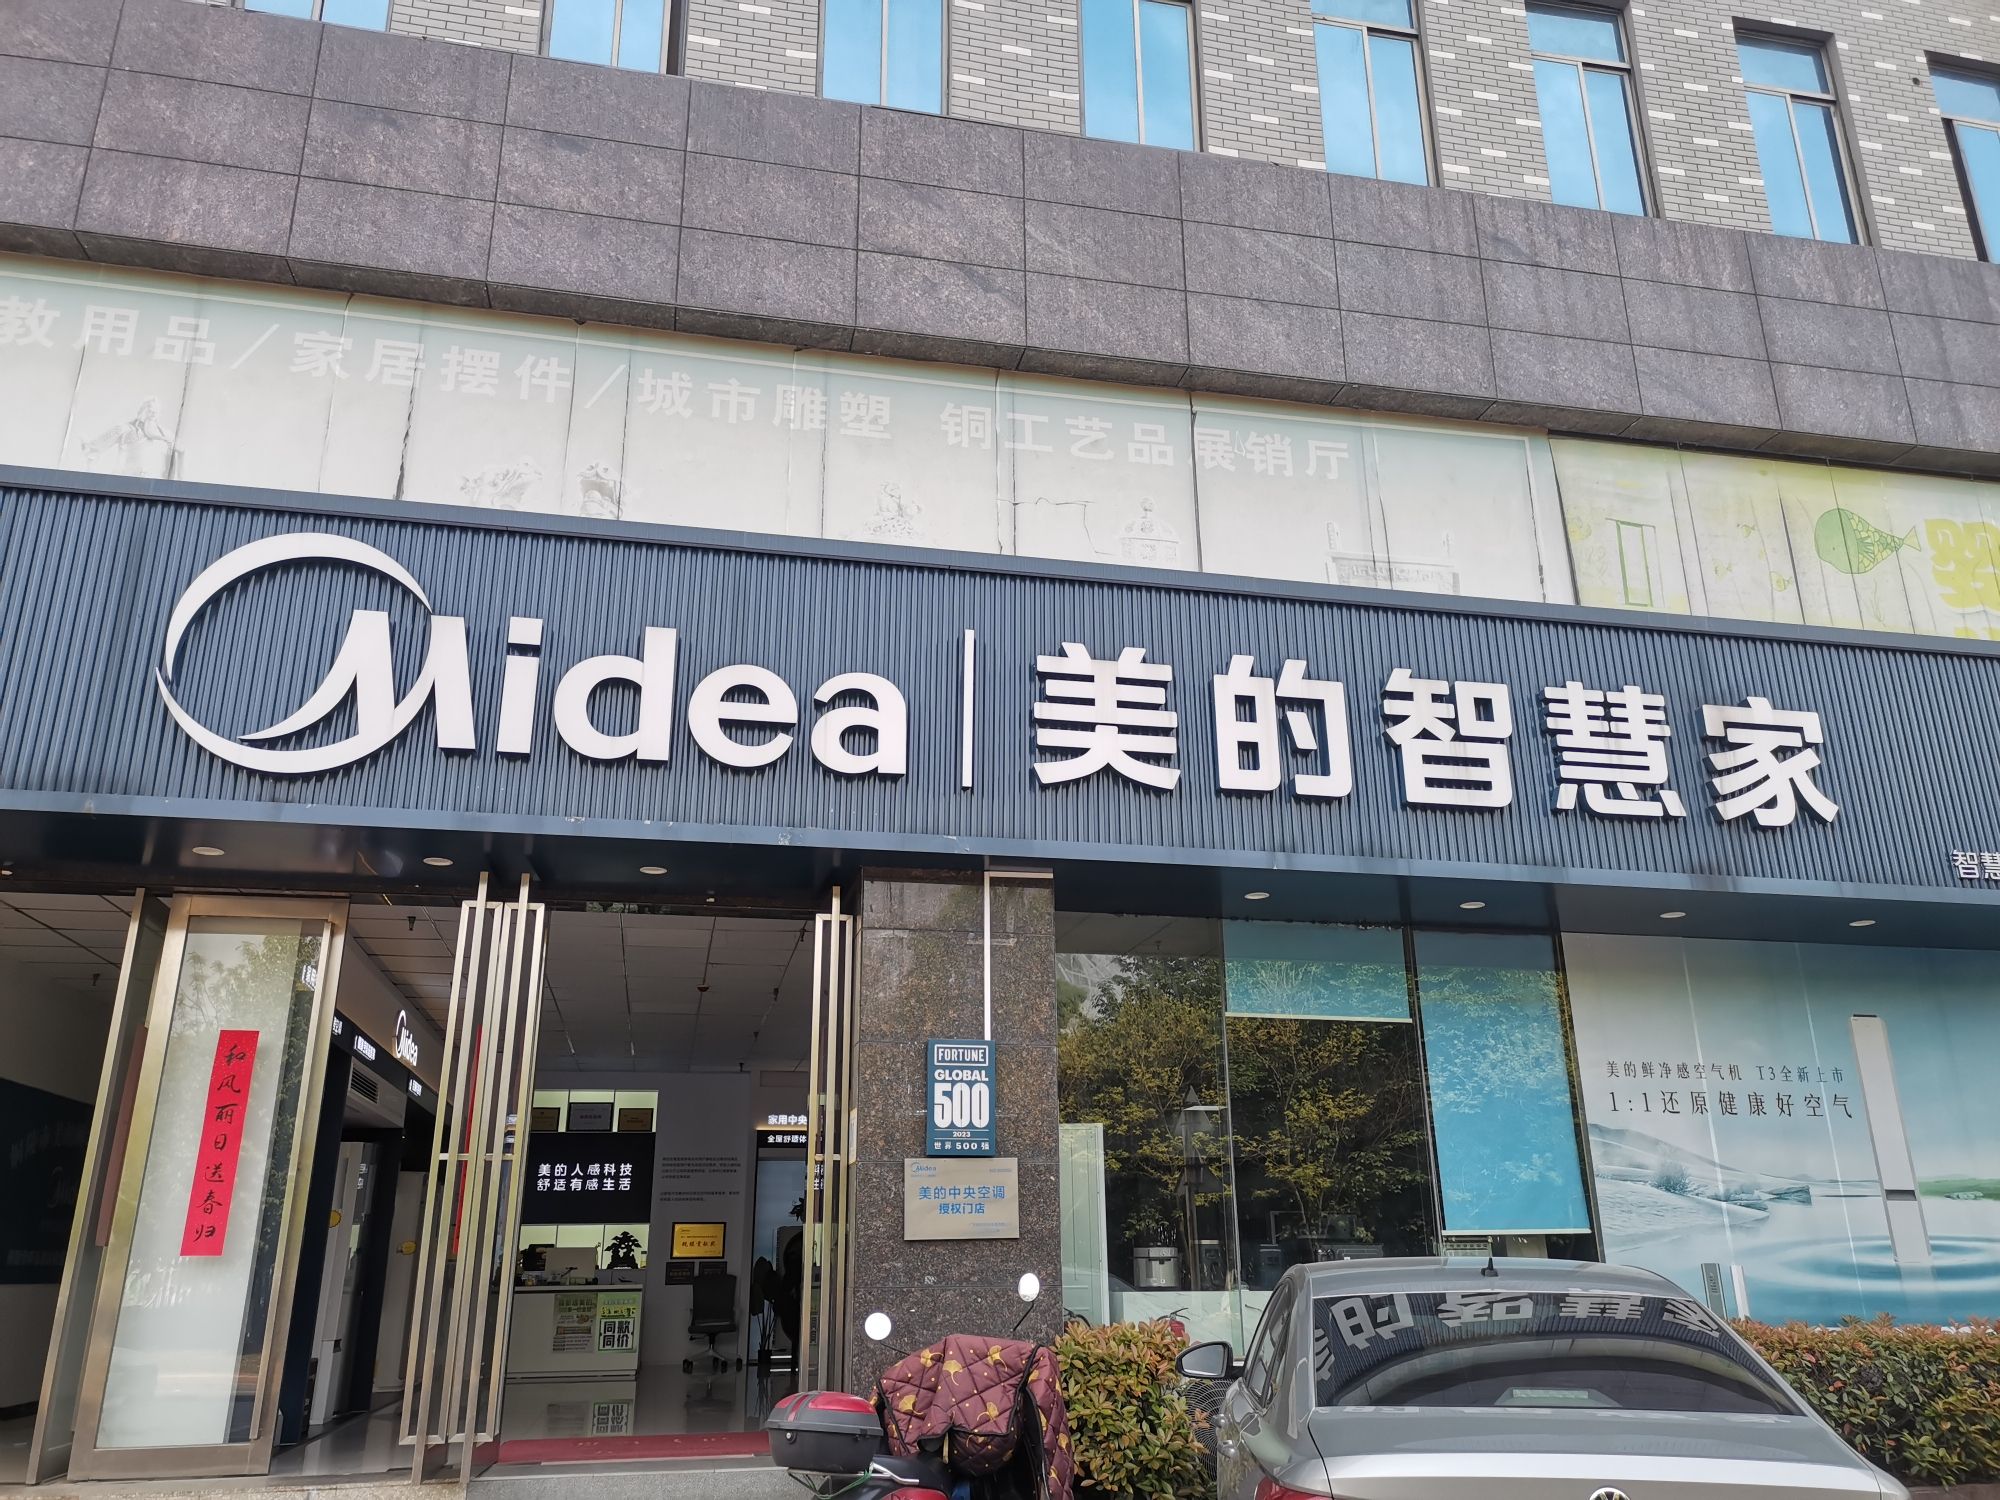 教用品/家居摆件/城市雕塑 铜工艺品展销厅
Midea 美的智慧家
智慧
和风丽日送春归
Midea
家用中央
全屋舒适体
美的人感科技
舒适有感生活
同款
同价
FORTUNE
GLOBAL
500
2023
世界500强
Midea
美的中央空调
授权门店
美的鲜净感空气机 T3全新上市
1:1还原健康好空气